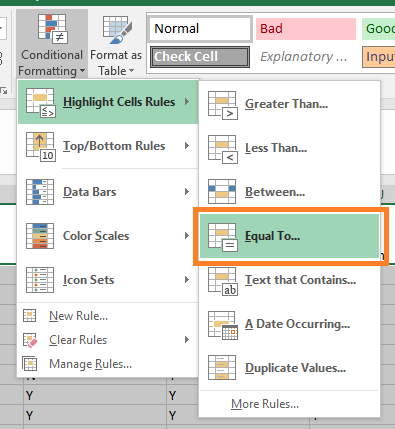 Conditional
Formatting
Format as
Table
Normal
Bad
Good
Check Cell
Explanatory ...
Input
Highlight Cells Rules
Top/Bottom Rules
Data Bars
Color Scales
Icon Sets
New Rule...
Clear Rules
Manage Rules...
Greater Than...
Less Than...
Between...
Equal To...
Text that Contains...
A Date Occurring...
Duplicate Values...
More Rules...
Y
Y
Y
Y